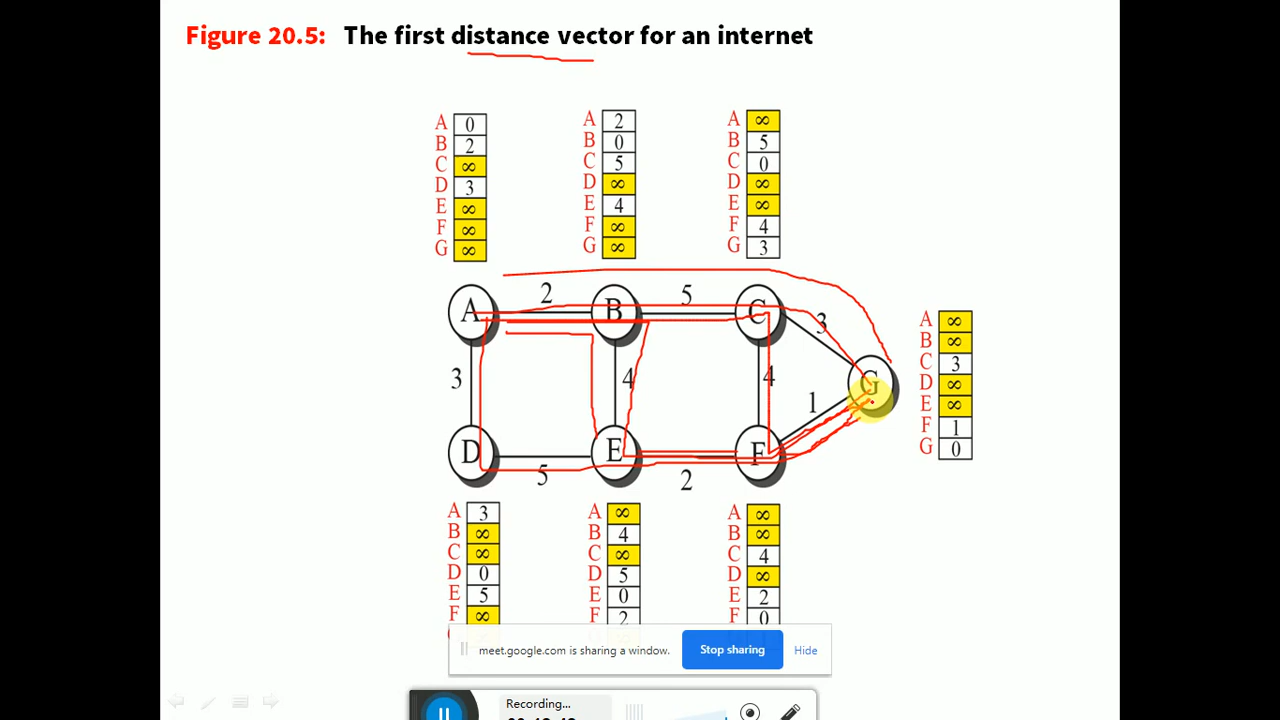 Figure 20.5: The first distance vector for an internet
A 0
B 2
C ∞
D 3
E ∞
F ∞
G ∞
A 2
B 0
C 5
D ∞
E 4
F ∞
G ∞
A ∞
B 5
C 0
D ∞
E ∞
F 4
G 3
A 2 B 5 C
3 4 4 3
G
1
D 5 E 2 F
A ∞
B ∞
C 3
D ∞
E ∞
F 1
G 0
A 3
B ∞
C ∞
D 0
E 5
F ∞
A ∞
B 4
C ∞
D 5
E 0
F 2
A ∞
B ∞
C 4
D ∞
E 2
F 0
meet.google.com is sharing a window.
Stop sharing
Hide
Recording...